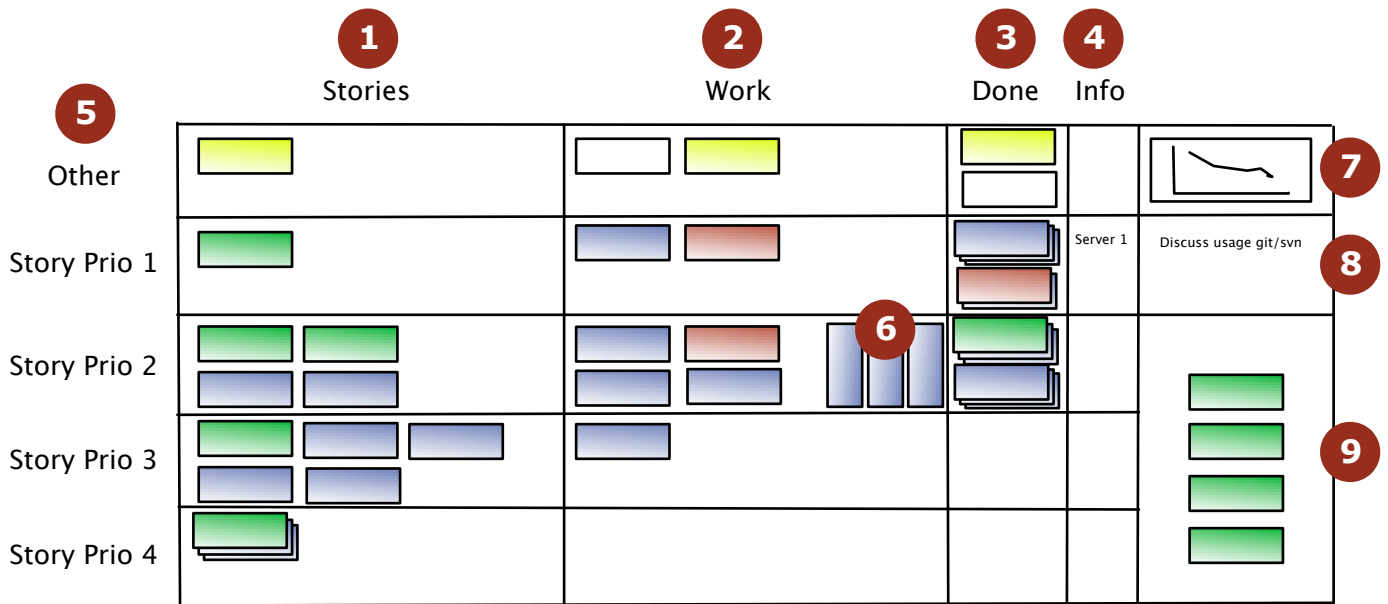 1
2
3
4
Stories
Work
Done
Info
5
Other
7
Story Prio 1
Server 1
Discuss usage git/svn
8
6
Story Prio 2
Story Prio 3
9
Story Prio 4